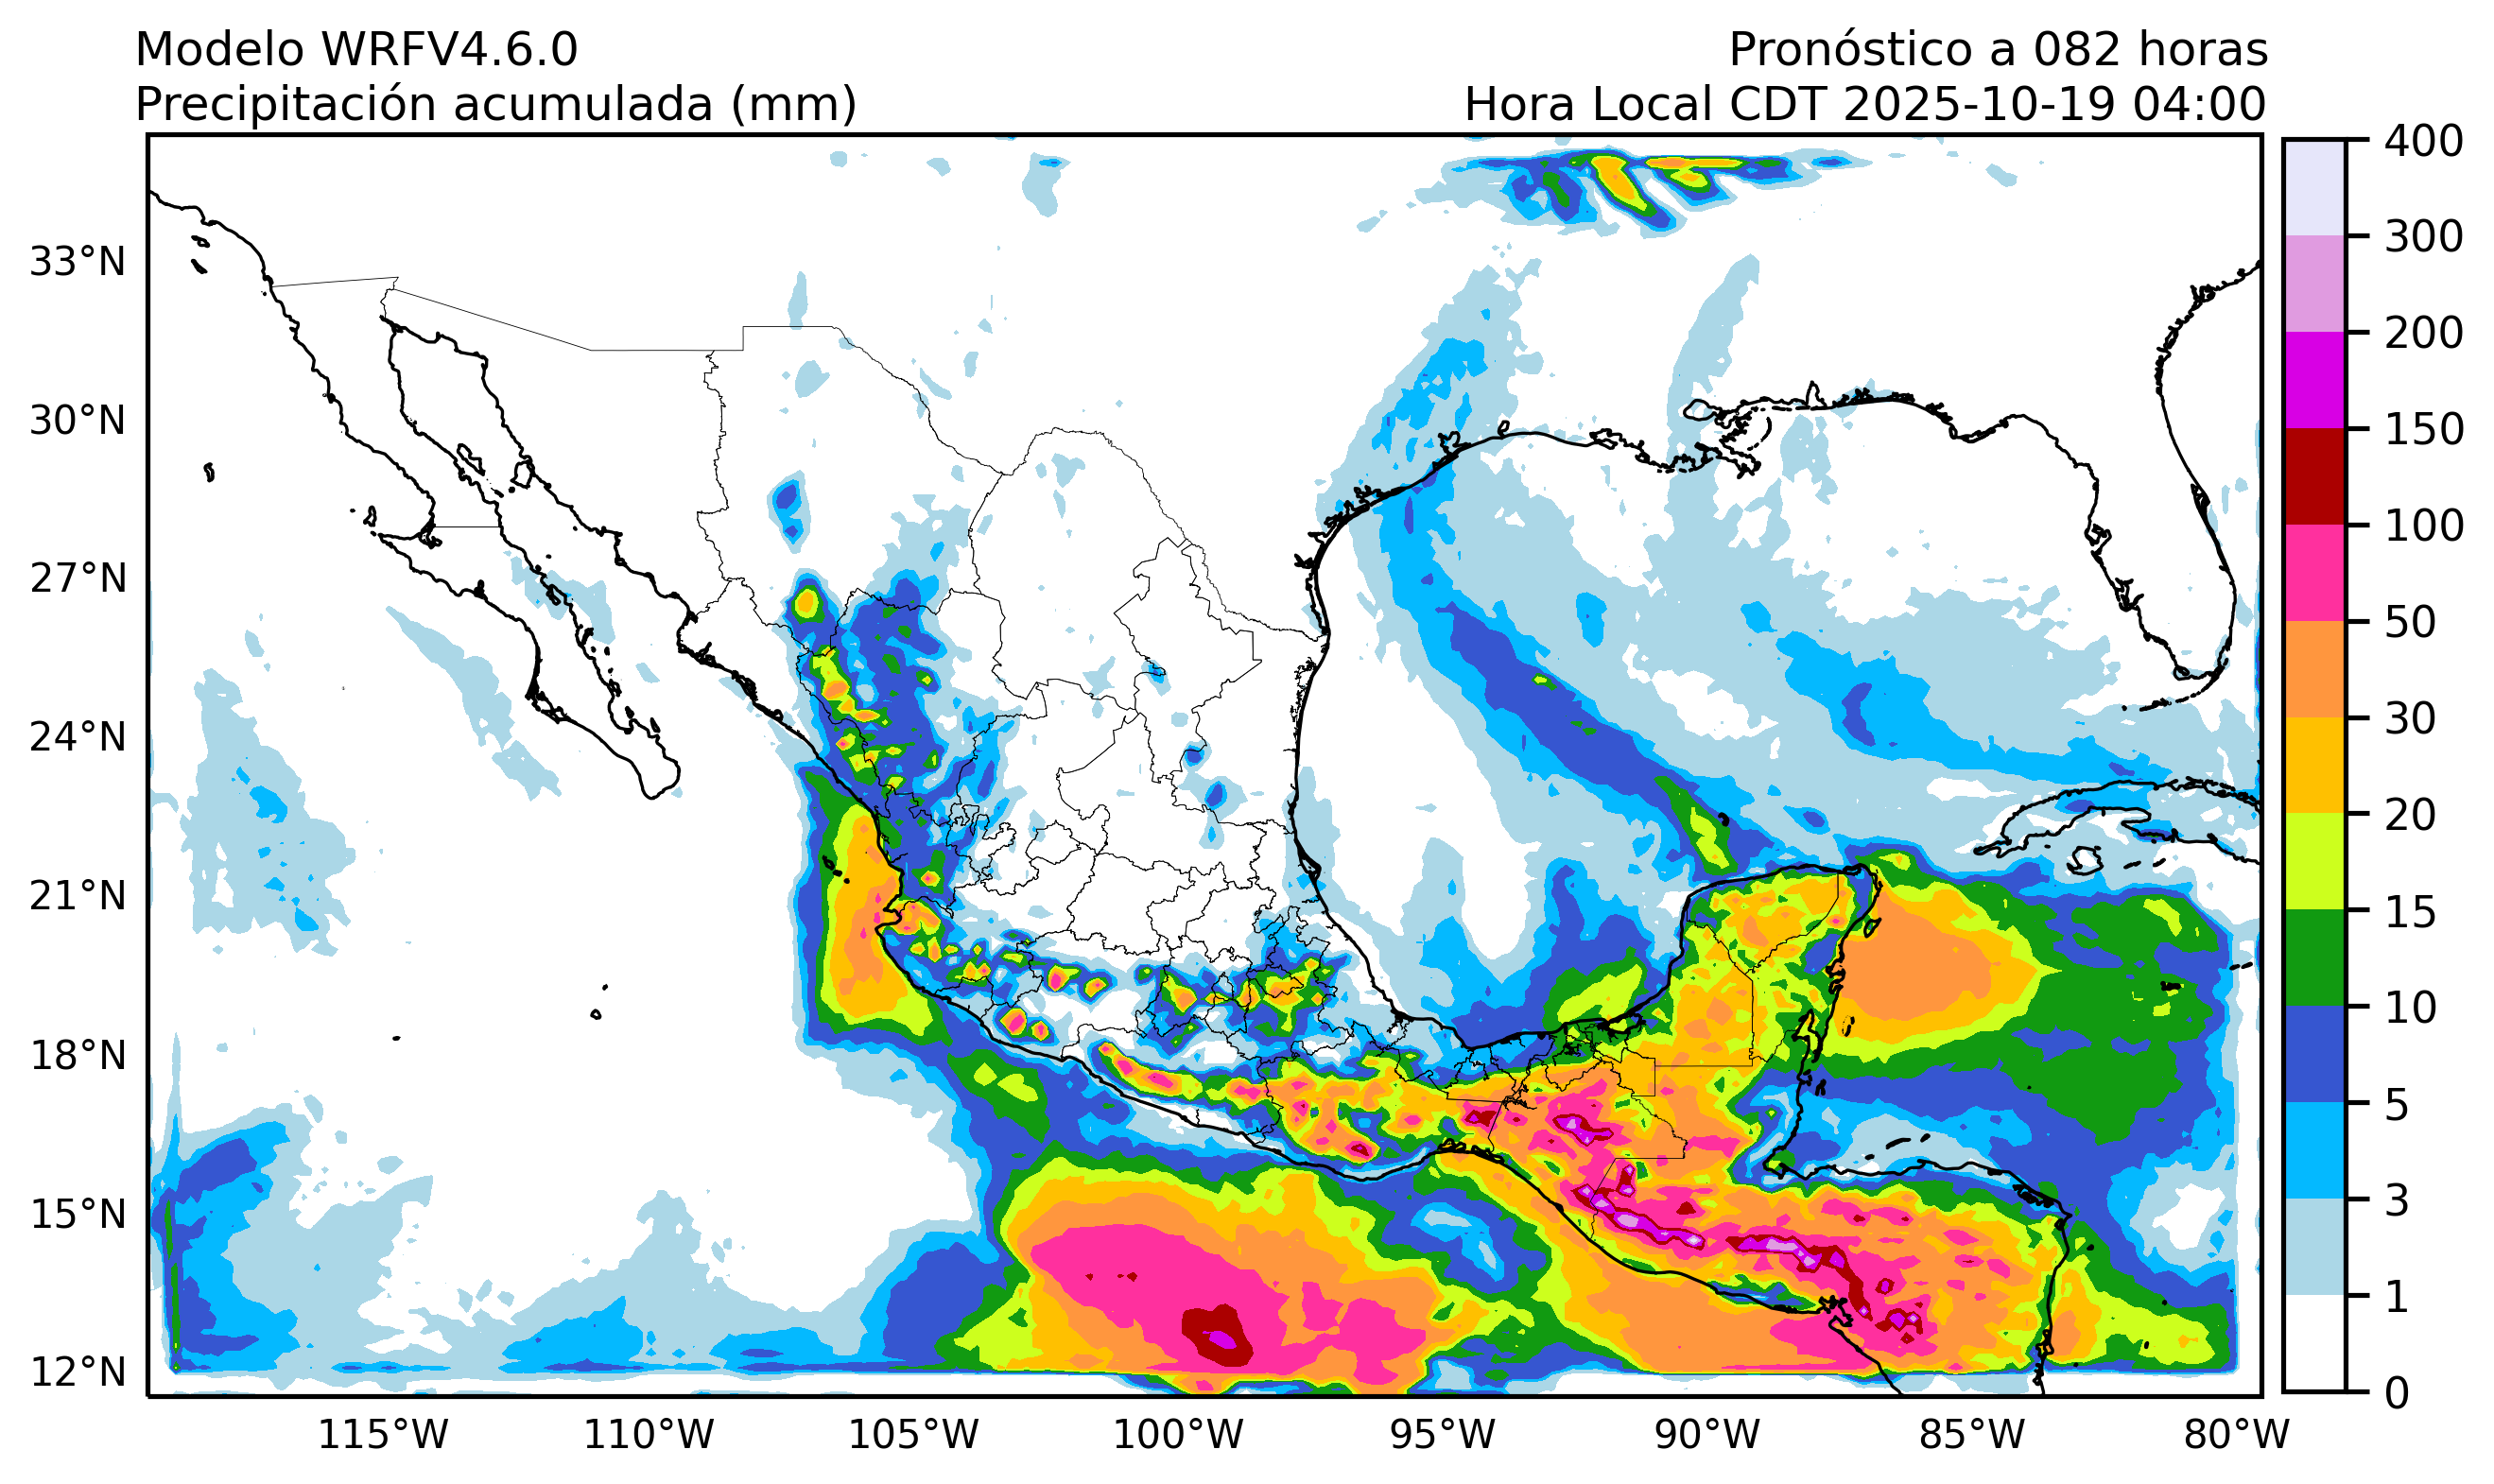 Modelo WRFV4.6.0
Pronóstico a 082 horas
Precipitación acumulada (mm)
Hora Local CDT 2025-10-19 04:00
33°N
30°N
27°N
24°N
21°N
18°N
15°N
12°N
115°W
110°W
105°W
100°W
95°W
90°W
85°W
80°W
400
300
200
150
100
50
30
20
15
10
5
3
1
0